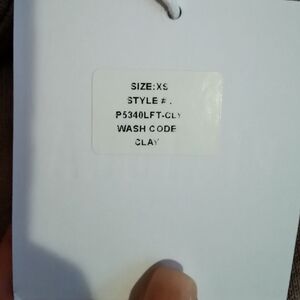 SIZE:XS
STYLE # .
P5340LFT-CLY
WASH CODE
CLAY